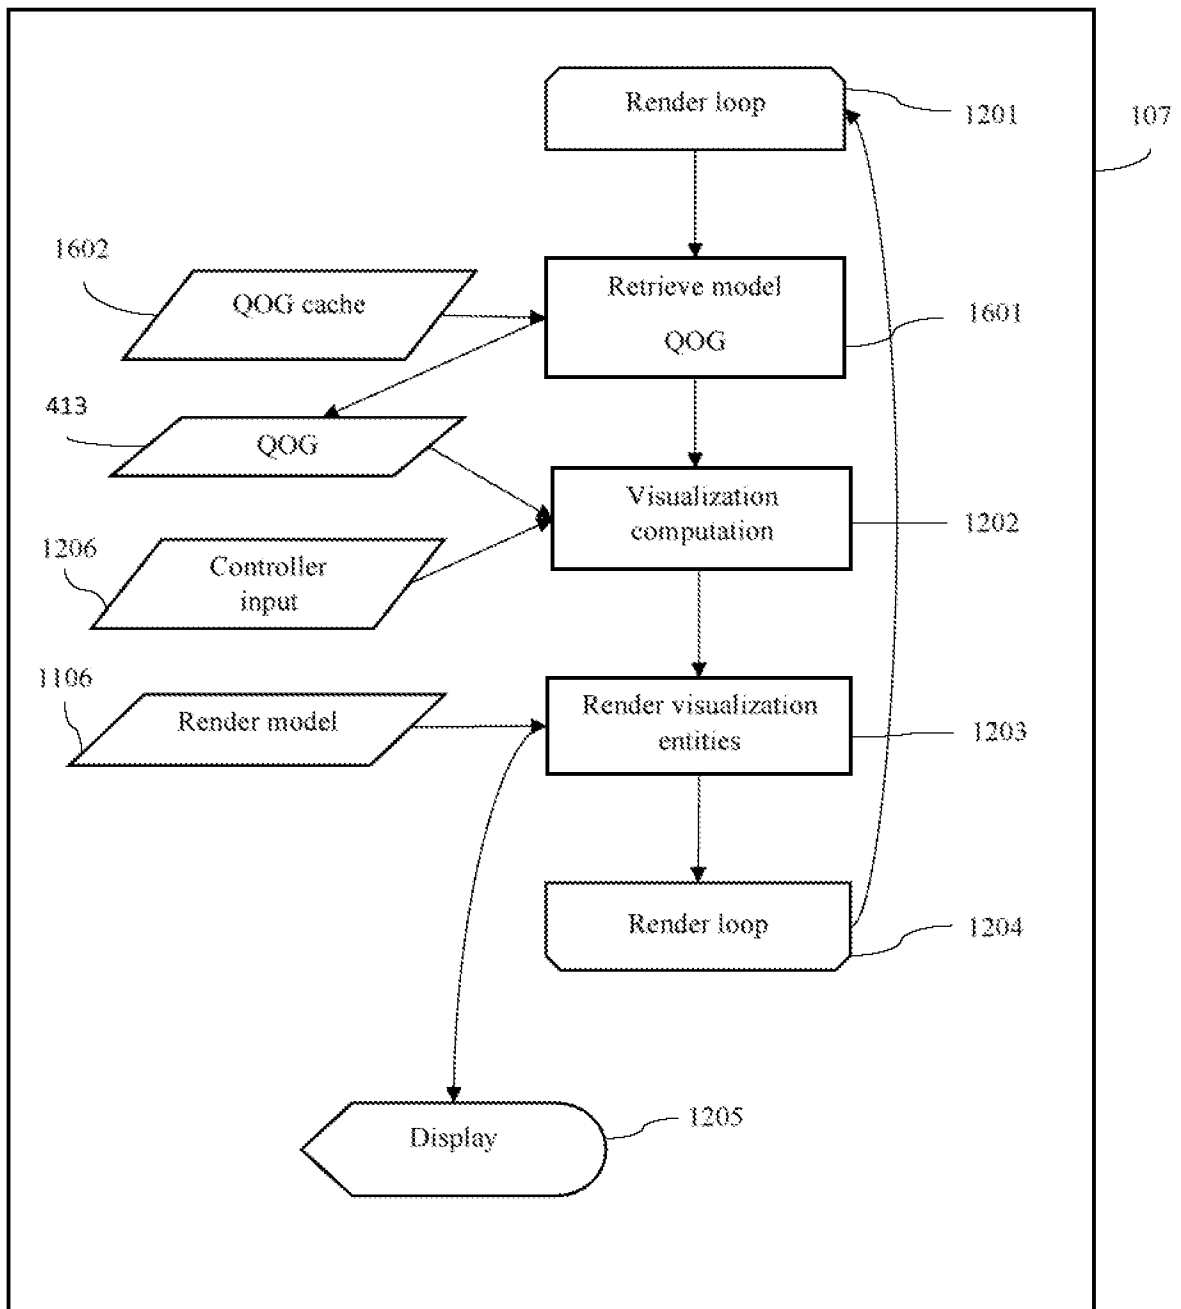 Render loop
1201
107
1602
QOG cache
Retrieve model
QOG
1601
413
QOG
Visualization
computation
1202
1206
Controller
input
1106
Render model
Render visualization
entities
1203
Render loop
1204
Display
1205